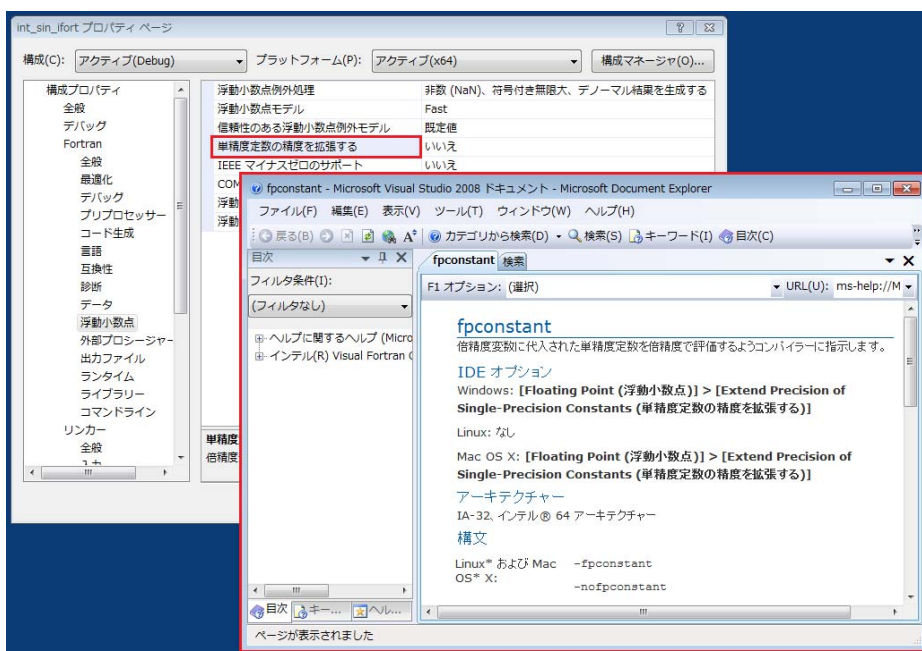 int_sin_ifort プロパティ ページ
構成(C):
アクティブ(Debug)
プラットフォーム(P):
アクティブ(x64)
構成マネージャ(O)...
構成プロパティ
全般
デバッグ
Fortran
全般
最適化
デバッグ
プリプロセッサー
コード生成
言語
互換性
診断
データ
浮動小数点
外部プロシージャー
出力ファイル
ランタイム
ライブラリー
コマンドライン
リンカー
全般
浮動小数点例外処理 非数 (NaN)、符号付き無限大、デノーマル結果を生成する
浮動小数点モデル Fast
信頼性のある浮動小数点例外モデル 既定値
単精度定数の精度を拡張する いいえ
IEEE マイナスゼロのサポート いいえ
COM
浮動
浮動
単精度
倍精度
fpconstant - Microsoft Visual Studio 2008 ドキュメント - Microsoft Document Explorer
ファイル(F) 編集(E) 表示(V) ツール(T) ウィンドウ(W) ヘルプ(H)
戻る(B) カテゴリから検索(D) 検索(S) キーワード(I) 目次(C)
目次
フィルタ条件(I):
(フィルタなし)
ヘルプに関するヘルプ (Micro
インテル(R) Visual Fortran
目次 キー... ヘル...
fpconstant 検索
F1 オプション: (選択) URL(U): ms-help://M
fpconstant
倍精度変数に代入された単精度定数を倍精度で評価するようコンパイラーに指示します。
IDE オプション
Windows: [Floating Point (浮動小数点)] > [Extend Precision of
Single-Precision Constants (単精度定数の精度を拡張する)]
Linux: なし
Mac OS X: [Floating Point (浮動小数点)] > [Extend Precision of
Single-Precision Constants (単精度定数の精度を拡張する)]
アーキテクチャー
IA-32、インテル® 64 アーキテクチャー
構文
Linux* および Mac -fpconstant
OS* X:
-nofpconstant
ページが表示されました